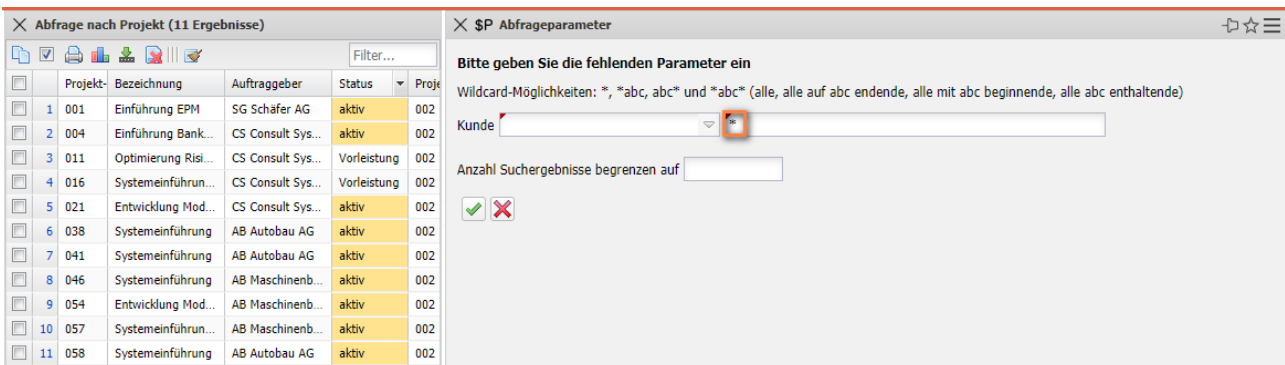 Abfrage nach Projekt (11 Ergebnisse)
Filter...
Projekt- Bezeichnung Auftraggeber Status Proje
1 001 Einführung EPM SG Schäfer AG aktiv 002
2 004 Einführung Bank... CS Consult Sys... aktiv 002
3 011 Optimierung Risi... CS Consult Sys... Vorleistung 002
4 016 Systemeinführun... CS Consult Sys... Vorleistung 002
5 021 Entwicklung Mod... CS Consult Sys... aktiv 002
6 038 Systemeinführung AB Autobau AG aktiv 002
7 041 Systemeinführung AB Autobau AG aktiv 002
8 046 Systemeinführung AB Maschinenb... aktiv 002
9 054 Entwicklung Mod... AB Maschinenb... aktiv 002
10 057 Systemeinführun... AB Maschinenb... aktiv 002
11 058 Systemeinführung AB Autobau AG aktiv 002
$P Abfrageparameter
Bitte geben Sie die fehlenden Parameter ein
Wildcard-Möglichkeiten: *, *abc, abc* und *abc* (alle, alle auf abc endende, alle mit abc beginnende, alle abc enthaltende)
Kunde *
Anzahl Suchergebnisse begrenzen auf